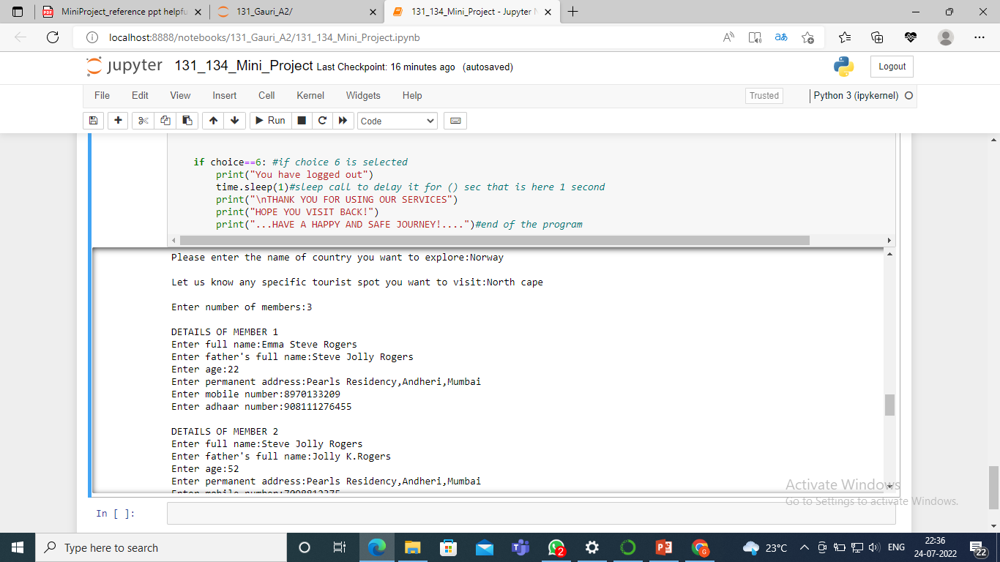 MiniProject_reference ppt helpfu
131_Gauri_A2/
131_134_Mini_Project - Jupyter N
localhost:8888/notebooks/131_Gauri_A2/131_134_Mini_Project.ipynb
jupyter 131_134_Mini_Project Last Checkpoint: 16 minutes ago (autosaved)
Logout
File Edit View Insert Cell Kernel Widgets Help
Trusted
Python 3 (ipykernel)
Run
Code
if choice==6: #if choice 6 is selected
print("You have logged out")
time.sleep(1)#sleep call to delay it for () sec that is here 1 second
print("\nTHANK YOU FOR USING OUR SERVICES")
print("HOPE YOU VISIT BACK!")
print("...HAVE A HAPPY AND SAFE JOURNEY!....")#end of the program
Please enter the name of country you want to explore:Norway
Let us know any specific tourist spot you want to visit:North cape
Enter number of members:3
DETAILS OF MEMBER 1
Enter full name:Emma Steve Rogers
Enter father's full name:Steve Jolly Rogers
Enter age:22
Enter permanent address:Pearls Residency,Andheri,Mumbai
Enter mobile number:8970133209
Enter adhaar number:908111276455
DETAILS OF MEMBER 2
Enter full name:Steve Jolly Rogers
Enter father's full name:Jolly K.Rogers
Enter age:52
Enter permanent address:Pearls Residency,Andheri,Mumbai
Activate Windows
Go to Settings to activate Windows.
In [ ]:
Type here to search
23°C
ENG
22:36
24-07-2022
22